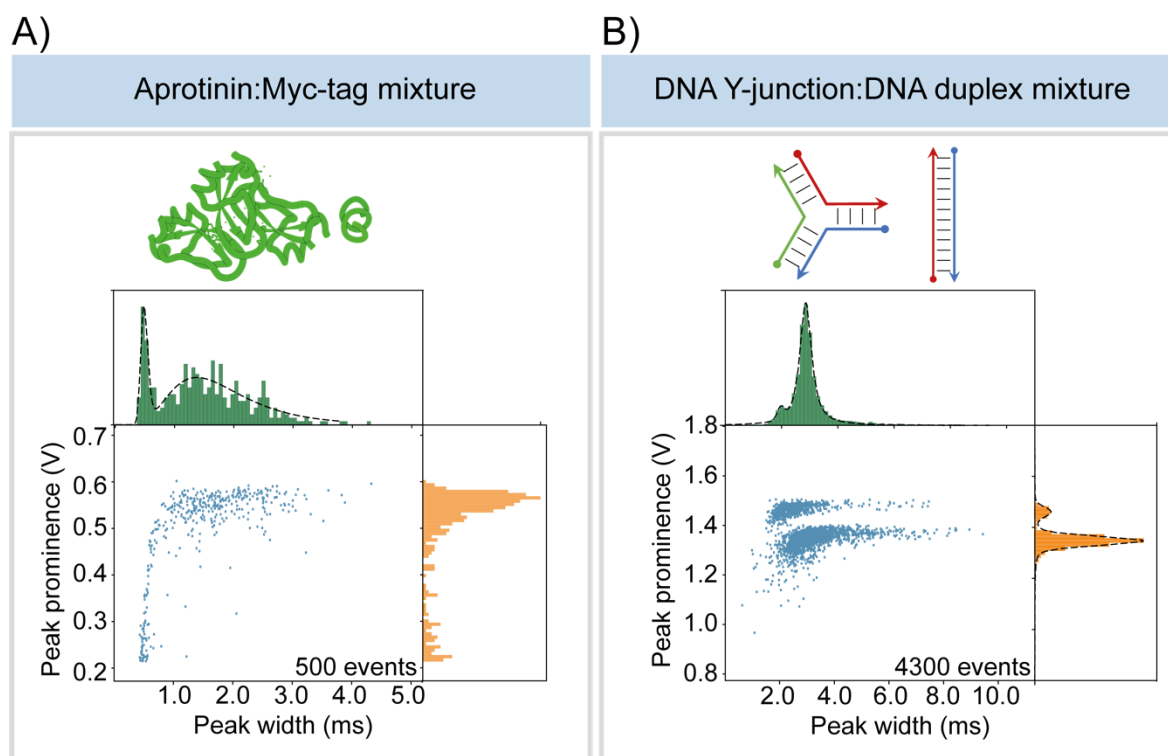 A)
Aprotinin:Myc-tag mixture
0.7
0.6
0.5
0.4
0.3
0.2
Peak prominence (V)
500 events
1.0 2.0 3.0 4.0 5.0
Peak width (ms)
B)
DNA Y-junction:DNA duplex mixture
1.8
1.6
1.4
1.2
1.0
0.8
Peak prominence (V)
4300 events
2.0 4.0 6.0 8.0 10.0
Peak width (ms)